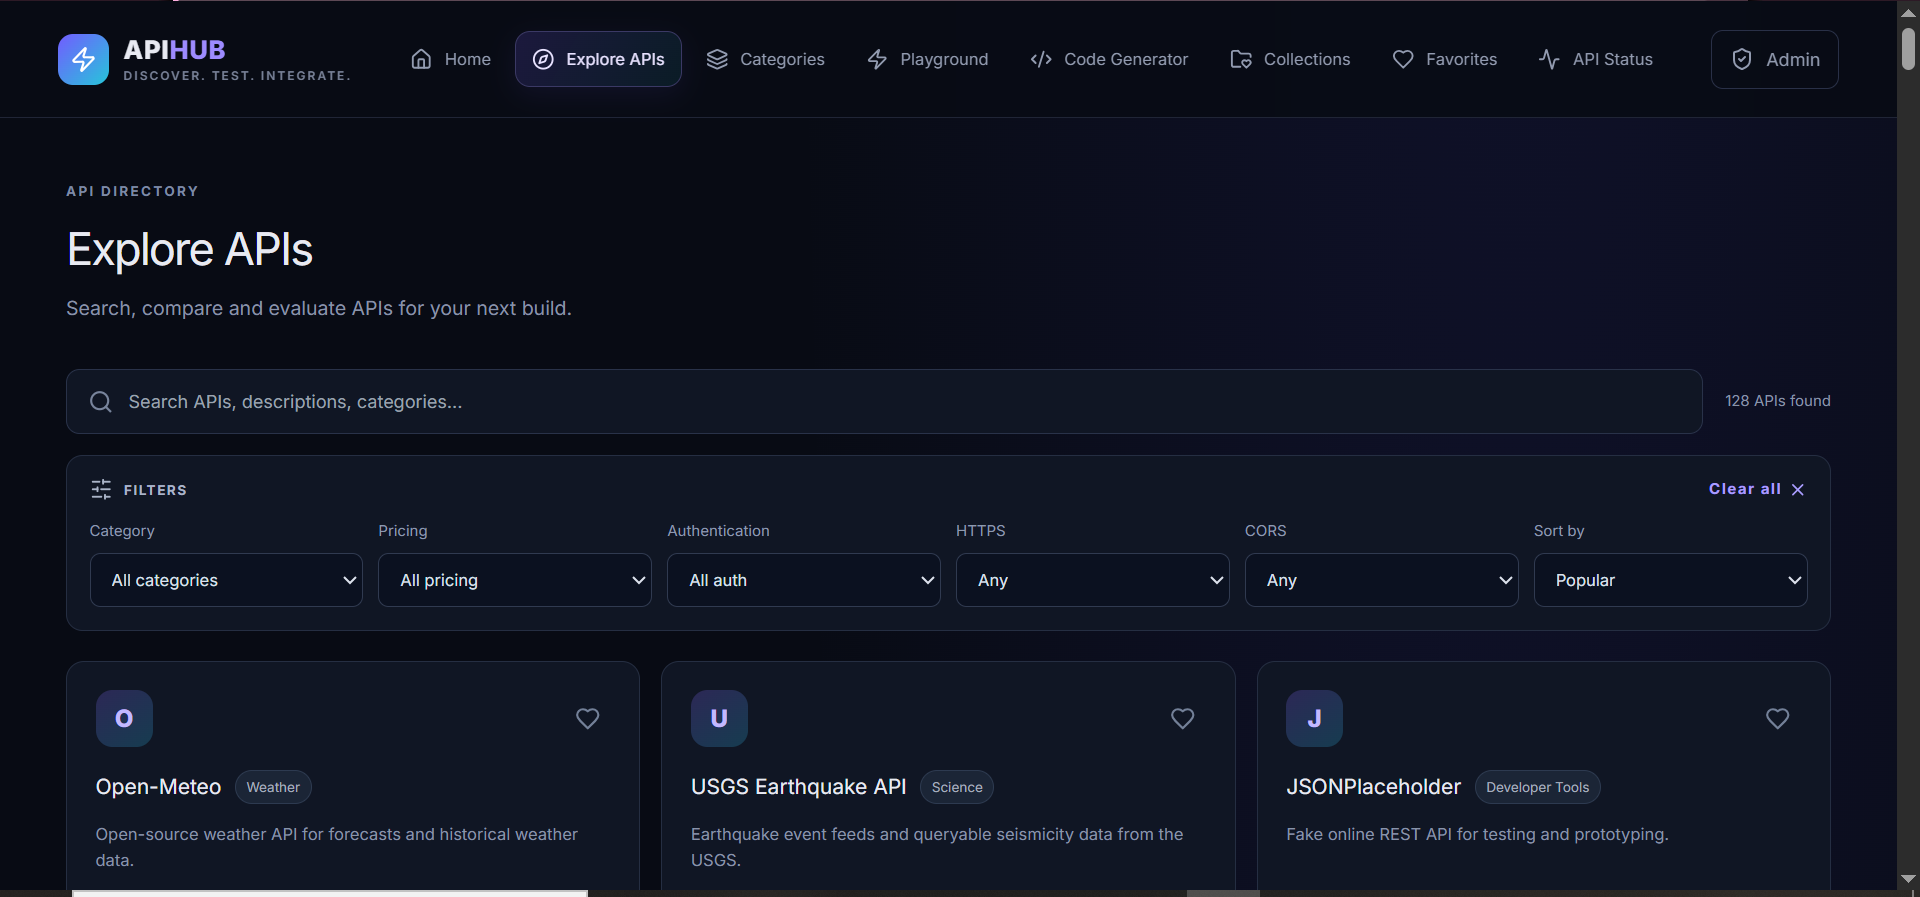 APIHUB
DISCOVER. TEST. INTEGRATE.
Home
Explore APIs
Categories
Playground
Code Generator
Collections
Favorites
API Status
Admin
API DIRECTORY
Explore APIs
Search, compare and evaluate APIs for your next build.
Search APIs, descriptions, categories...
128 APIs found
FILTERS
Clear all
Category
Pricing
Authentication
HTTPS
CORS
Sort by
All categories
All pricing
All auth
Any
Any
Popular
O
U
J
Open-Meteo
Weather
Open-source weather API for forecasts and historical weather
data.
USGS Earthquake API
Science
Earthquake event feeds and queryable seismicity data from the
USGS.
JSONPlaceholder
Developer Tools
Fake online REST API for testing and prototyping.